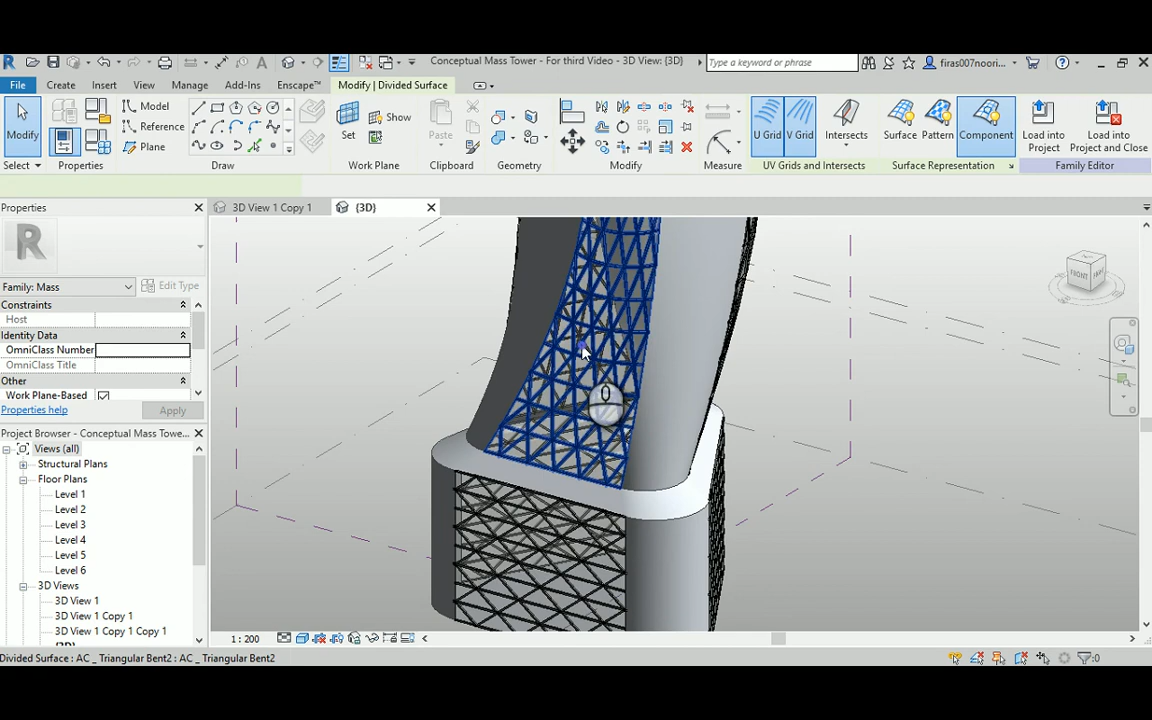 Conceptual Mass Tower - For third Video - 3D View: {3D}
Type a keyword or phrase
firas007noori...
File Create Insert View Manage Add-Ins Enscape™ Modify | Divided Surface
Modify
Select
Properties
Model
Reference
Plane
Draw
Set
Show
Work Plane
Paste
Clipboard
Geometry
Modify
Measure
U Grid
V Grid
Intersects
UV Grids and Intersects
Surface
Pattern
Component
Surface Representation
Load into
Project
Load into
Project and Close
Family Editor
Properties
3D View 1 Copy 1
{3D}
R
Family: Mass
Edit Type
Constraints
Host
Identity Data
OmniClass Number
OmniClass Title
Other
Work Plane-Based
Properties help
Apply
Project Browser - Conceptual Mass Towe...
Views (all)
Structural Plans
Floor Plans
Level 1
Level 2
Level 3
Level 4
Level 5
Level 6
3D Views
3D View 1
3D View 1 Copy 1
3D View 1 Copy 1 Copy 1
FRONT
0
1 : 200
Divided Surface : AC _ Triangular Bent2 : AC _ Triangular Bent2
:0